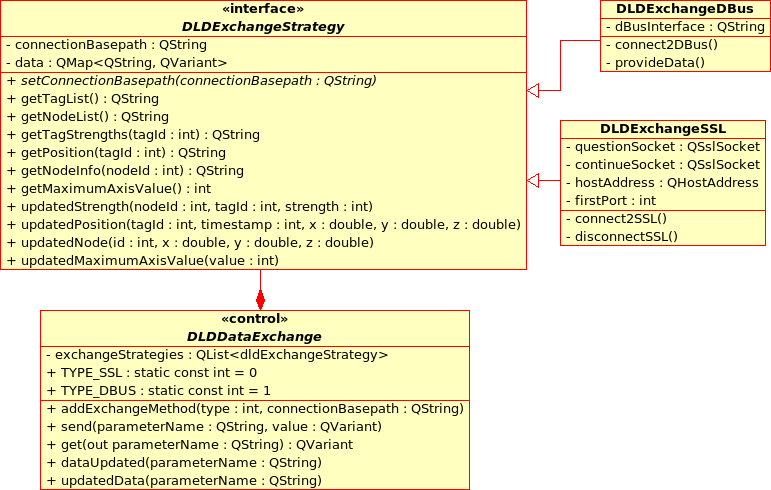 «interface»
DLDExchangeStrategy
- connectionBasepath : QString
- data : QMap<QString, QVariant>
+ setConnectionBasepath(connectionBasepath : QString)
+ getTagList() : QString
+ getNodeList() : QString
+ getTagStrengths(tagId : int) : QString
+ getPosition(tagId : int) : QString
+ getNodeInfo(nodeId : int) : QString
+ getMaximumAxisValue() : int
+ updatedStrength(nodeId : int, tagId : int, strength : int)
+ updatedPosition(tagId : int, timestamp : int, x : double, y : double, z : double)
+ updatedNode(id : int, x : double, y : double, z : double)
+ updatedMaximumAxisValue(value : int)
DLDExchangeDBus
- dBusInterface : QString
- connect2DBus()
- provideData()
DLDExchangeSSL
- questionSocket : QSslSocket
- continueSocket : QSslSocket
- hostAddress : QHostAddress
- firstPort : int
- connect2SSL()
- disconnectSSL()
«control»
DLDDataExchange
- exchangeStrategies : QList<dldExchangeStrategy>
+ TYPE_SSL : static const int = 0
+ TYPE_DBUS : static const int = 1
+ addExchangeMethod(type : int, connectionBasepath : QString)
+ send(parameterName : QString, value : QVariant)
+ get(out parameterName : QString) : QVariant
+ dataUpdated(parameterName : QString)
+ updatedData(parameterName : QString)